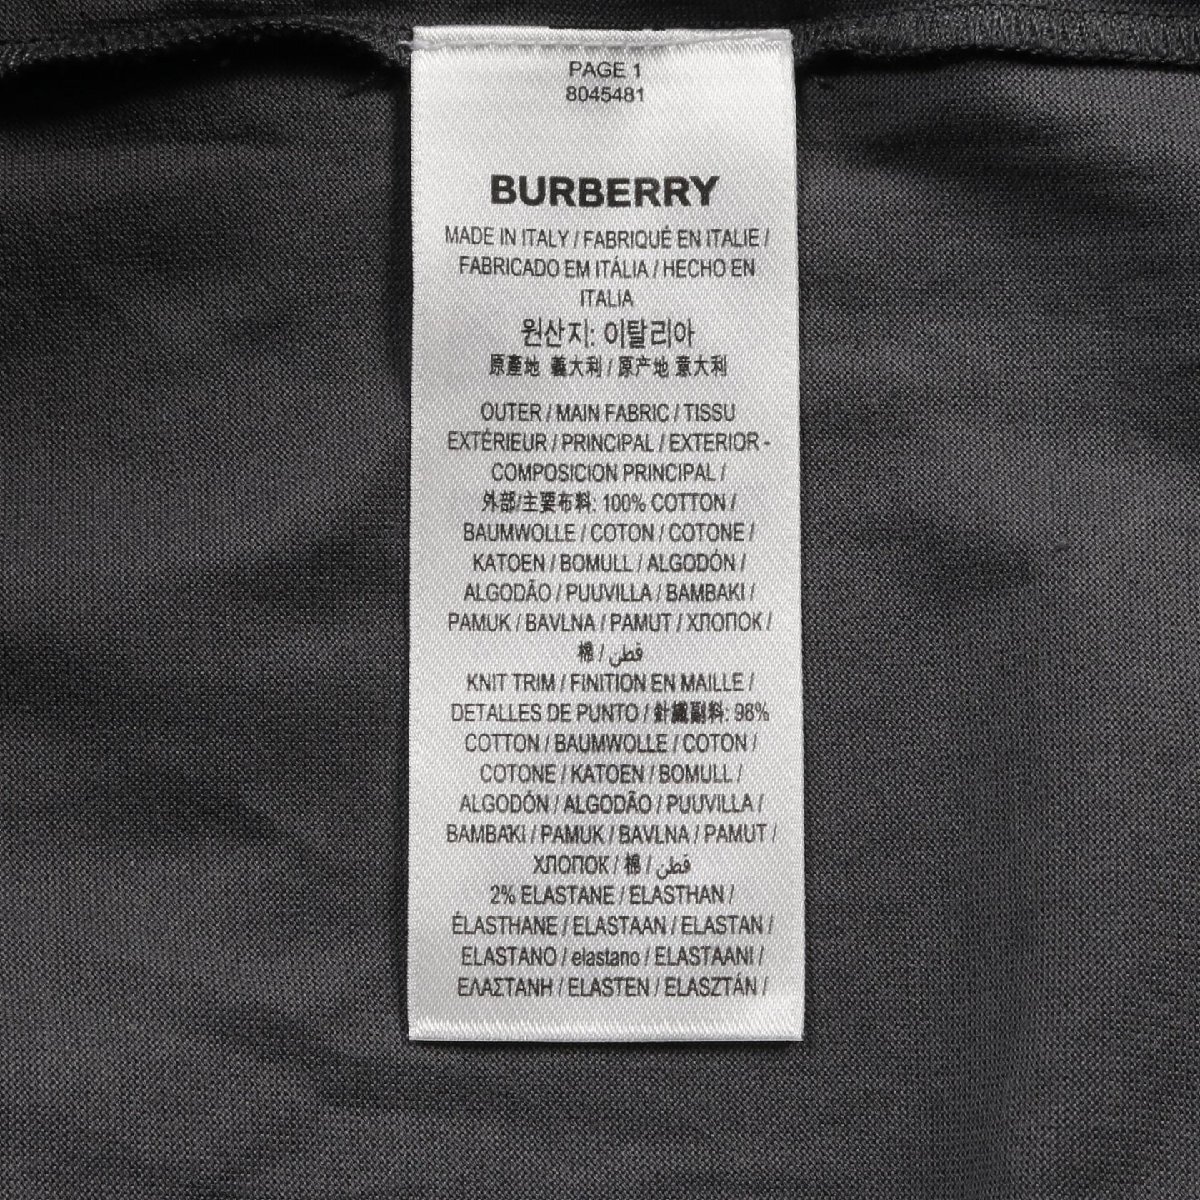 PAGE 1
8045481
BURBERRY
MADE IN ITALY / FABRIQUÉ EN ITALIE /
FABRICADO EM ITÁLIA / HECHO EN
ITALIA
원산지: 이탈리아
原產地 義大利 / 原产地 意大利
OUTER / MAIN FABRIC / TISSU
EXTÉRIEUR / PRINCIPAL / EXTERIOR -
COMPOSICION PRINCIPAL /
外部/主要布料: 100% COTTON /
BAUMWOLLE / COTON / COTONE /
KATOEN / BOMULL / ALGODÓN /
ALGODÃO / PUUVILLA / BAMBAKI /
PAMUK / BAVLNA / PAMUT / ХЛОПОК /
棉 / قطن
KNIT TRIM / FINITION EN MAILLE /
DETALLES DE PUNTO / 針織副料: 98%
COTTON / BAUMWOLLE / COTON /
COTONE / KATOEN / BOMULL /
ALGODÓN / ALGODÃO / PUUVILLA /
BAMBAKI / PAMUK / BAVLNA / PAMUT /
ХЛОПОК / 棉 / قطن
2% ELASTANE / ELASTHAN /
ÉLASTHANE / ELASTAAN / ELASTAN /
ELASTANO / elastano / ELASTAANI /
ΕΛΑΣΤΑΝΗ / ELASTEN / ELASZTÁN /